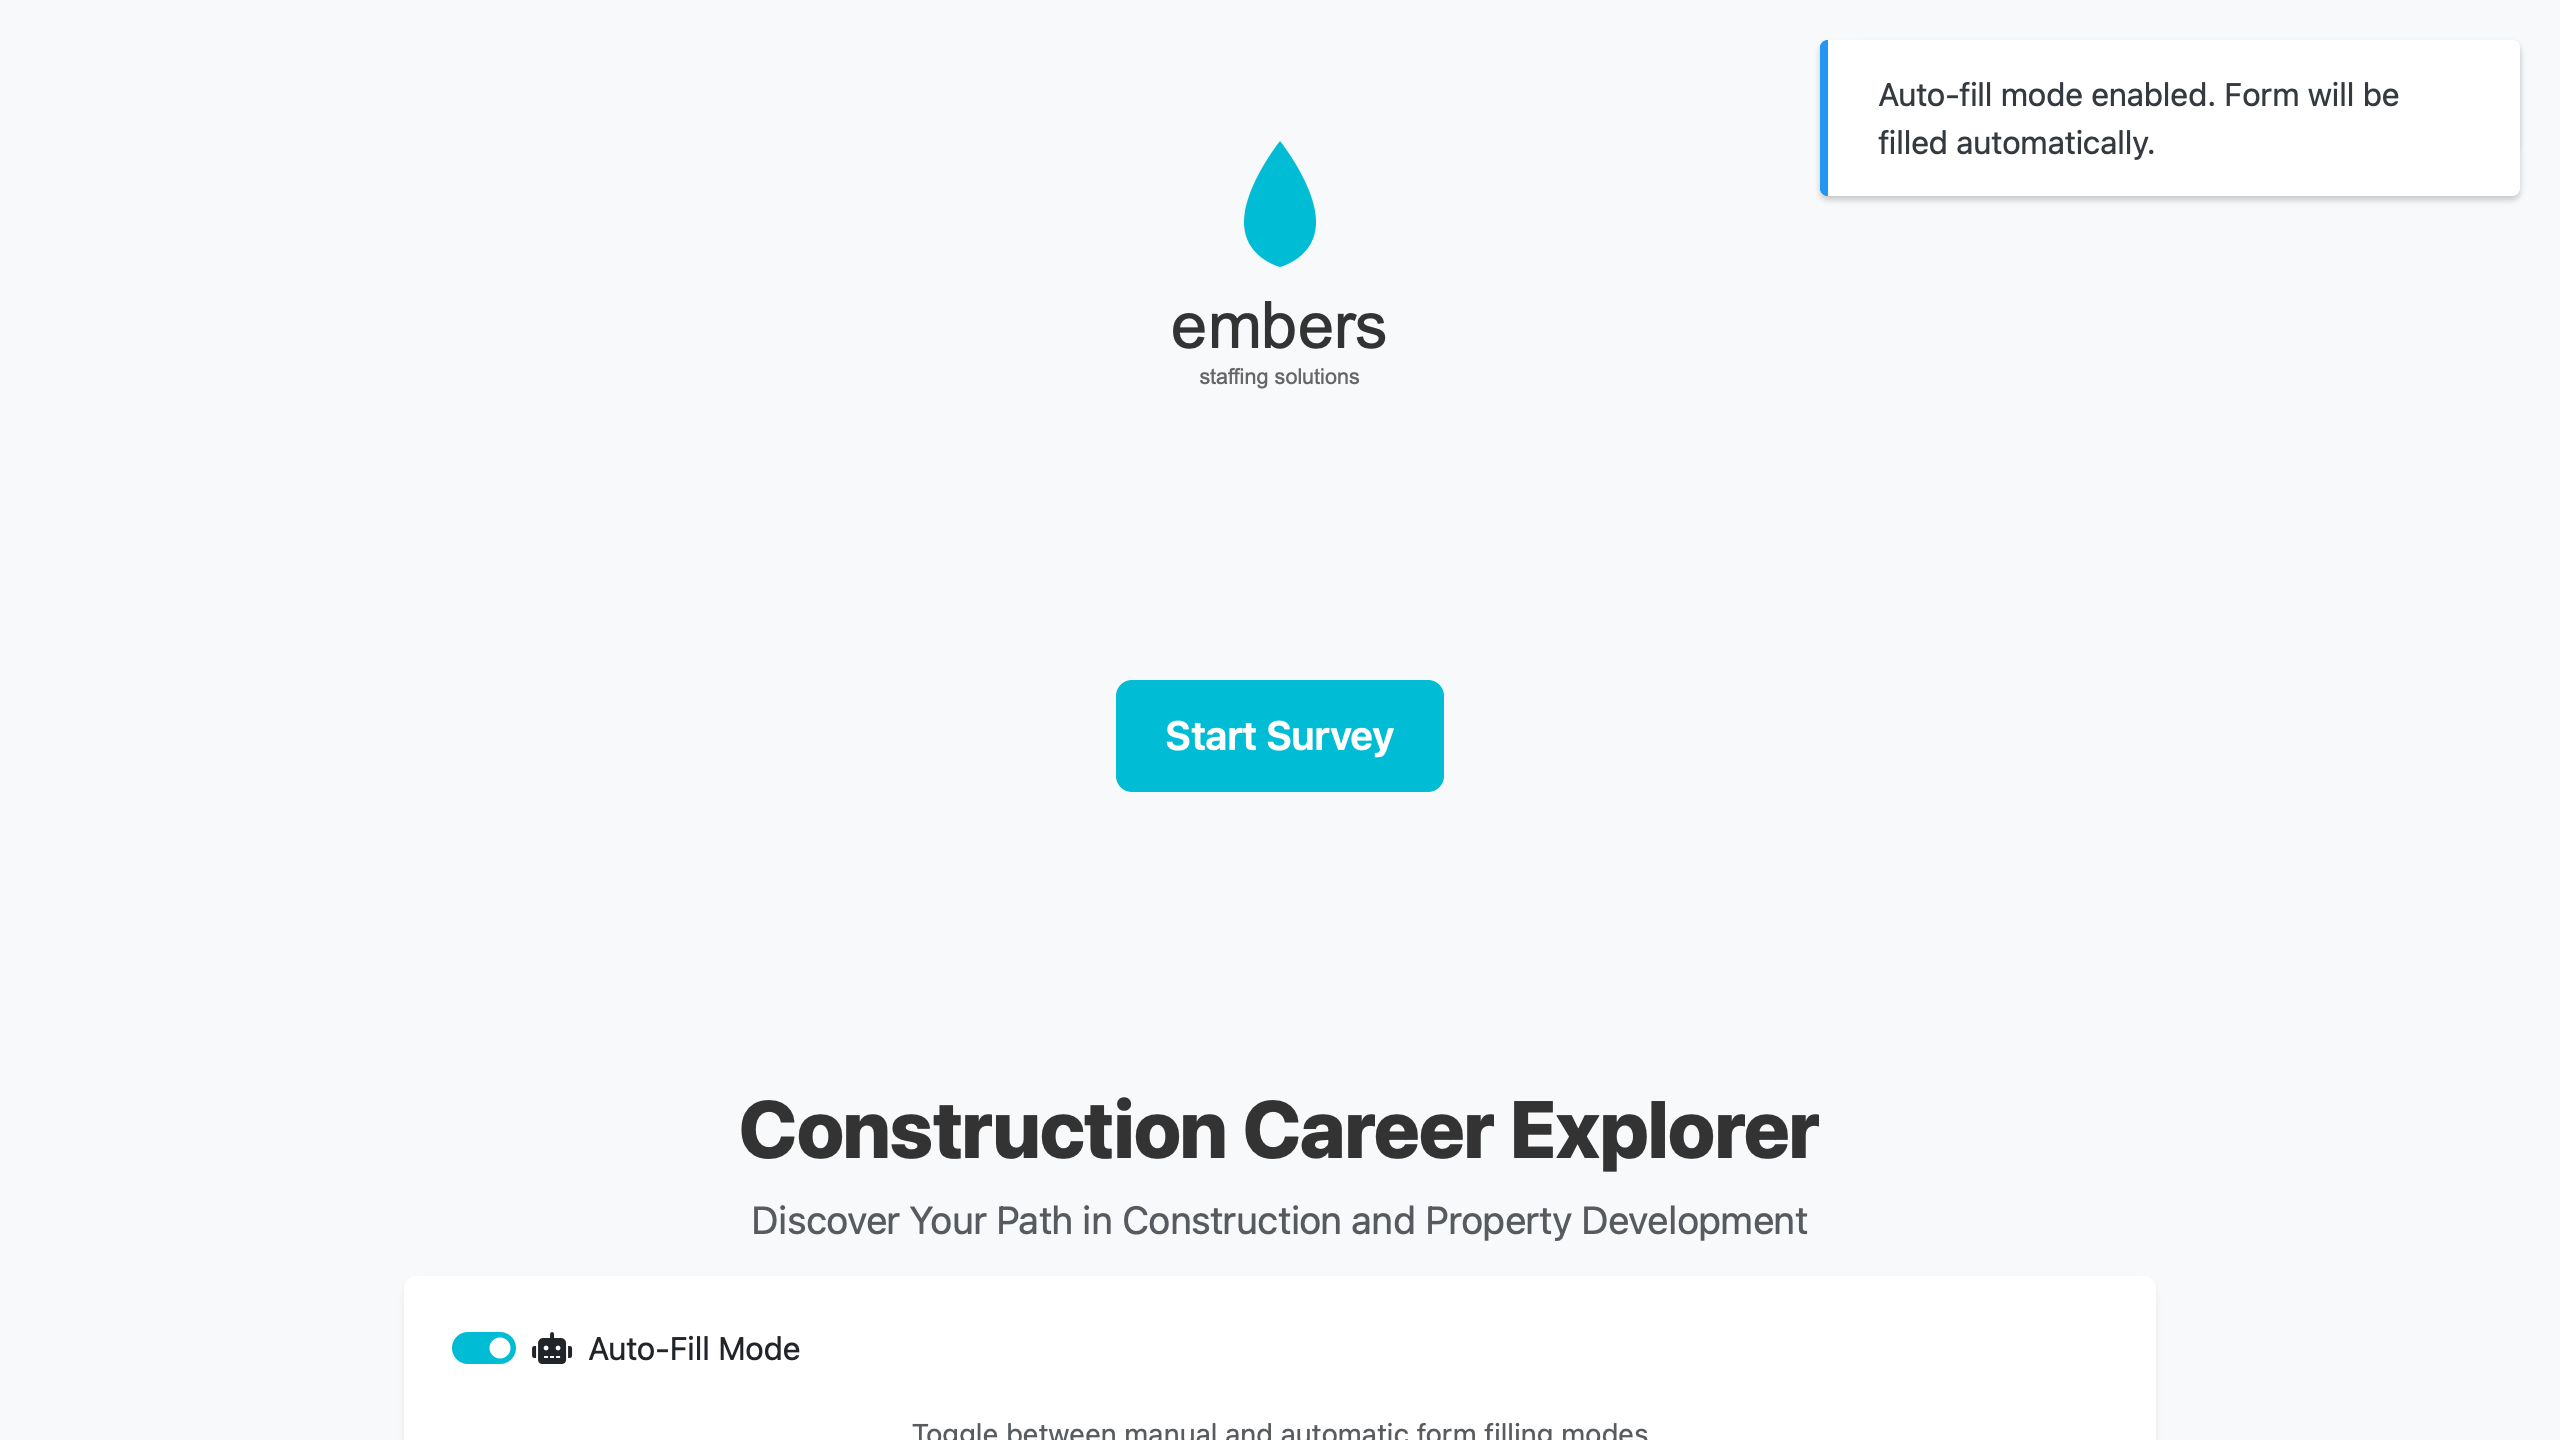 Auto-fill mode enabled. Form will be
filled automatically.
embers
staffing solutions
Start Survey
Construction Career Explorer
Discover Your Path in Construction and Property Development
Auto-Fill Mode
Toggle between manual and automatic form filling modes